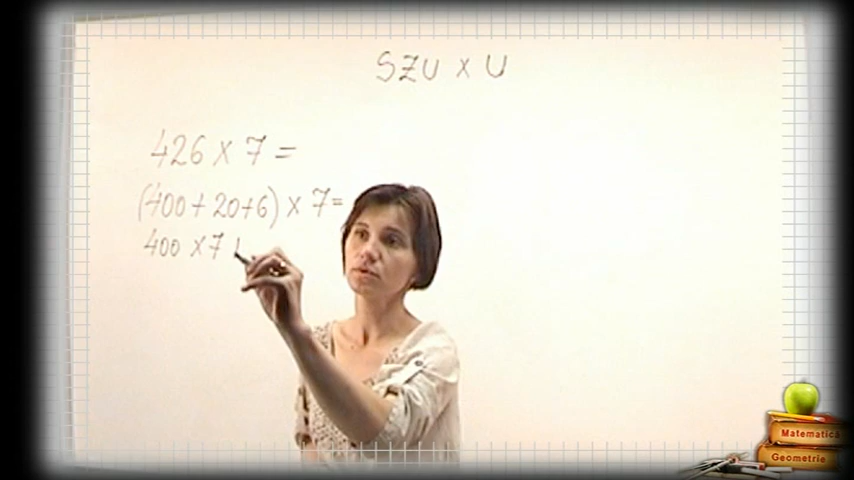 SZU x U
426 x 7 =
(400+20+6) x 7=
400 x 7
Matematică
Geometrie